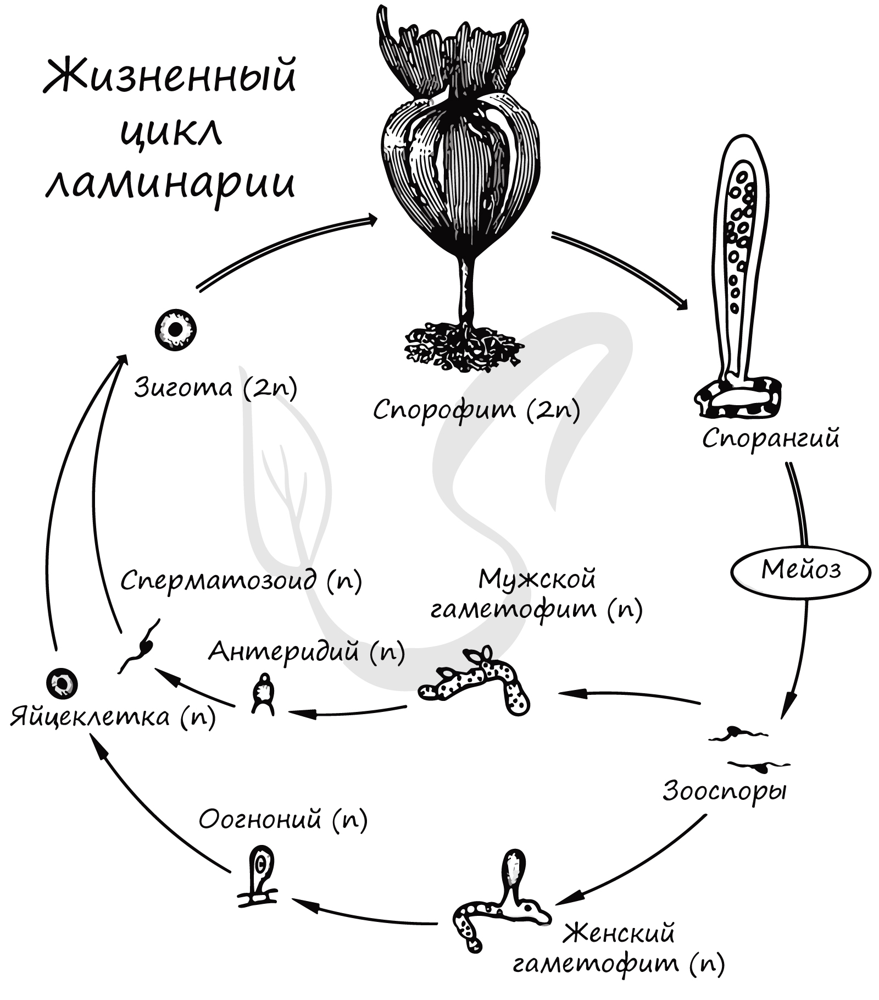 Жизненный
цикл
ламинарии
Зигота (2n)
Спорофит (2n)
Спорангий
Мейоз
Сперматозоид (n)
Мужской
гаметофит (n)
Антеридий (n)
Яйцеклетка (n)
Зооспоры
Оогноний (n)
Женский
гаметофит (n)